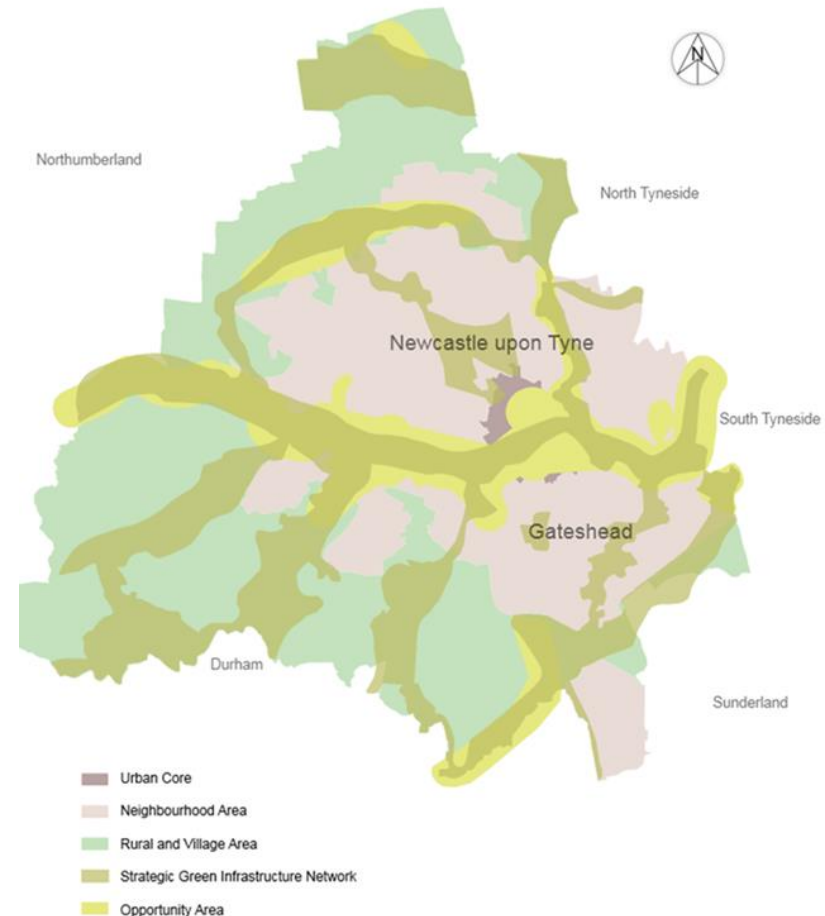 N
Northumberland
North Tyneside
Newcastle upon Tyne
South Tyneside
Gateshead
Durham
Sunderland
Urban Core
Neighbourhood Area
Rural and Village Area
Strategic Green Infrastructure Network
Opportunity Area